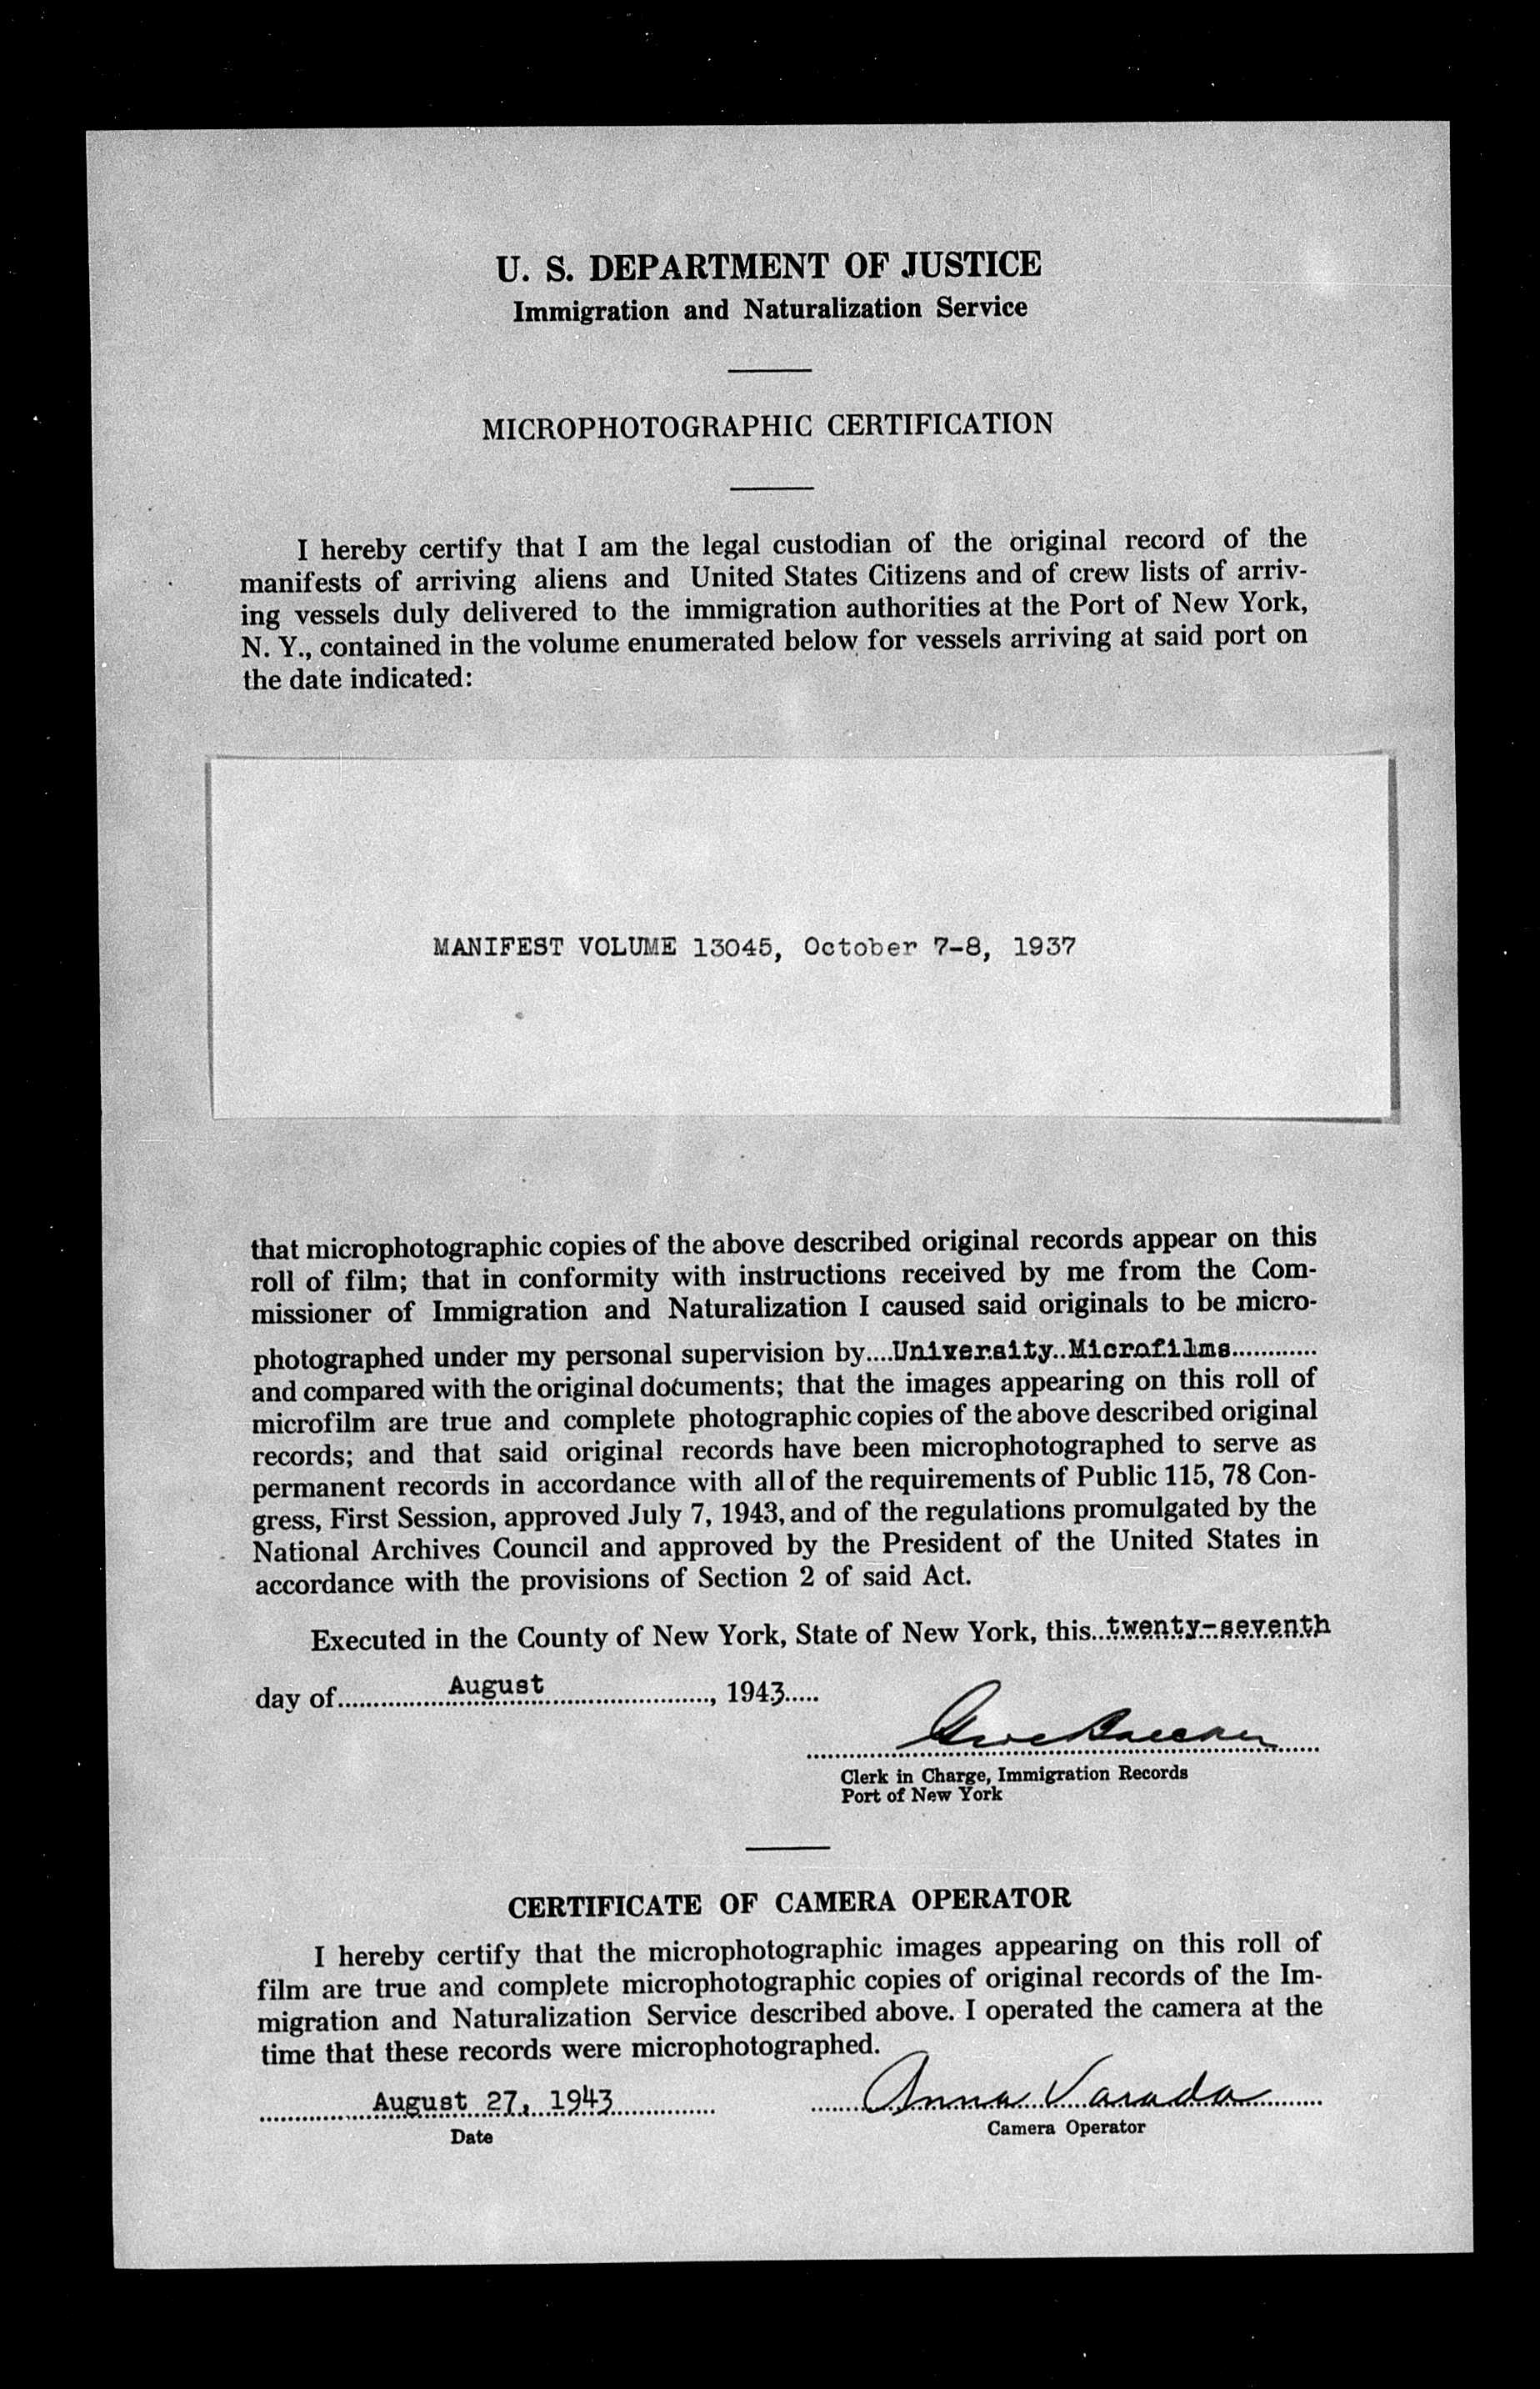 U. S. DEPARTMENT OF JUSTICE
Immigration and Naturalization Service
MICROPHOTOGRAPHIC CERTIFICATION
I hereby certify that I am the legal custodian of the original record of the
manifests of arriving aliens and United States Citizens and of crew lists of arriv-
ing vessels duly delivered to the immigration authorities at the Port of New York,
N. Y., contained in the volume enumerated below for vessels arriving at said port on
the date indicated:
MANIFEST VOLUME 13045, October 7-8, 1937
that microphotographic copies of the above described original records appear on this
roll of film; that in conformity with instructions received by me from the Com-
missioner of Immigration and Naturalization I caused said originals to be micro-
photographed under my personal supervision by....University Microfilms............
and compared with the original documents; that the images appearing on this roll of
microfilm are true and complete photographic copies of the above described original
records; and that said original records have been microphotographed to serve as
permanent records in accordance with all of the requirements of Public 115, 78 Con-
gress, First Session, approved July 7, 1943, and of the regulations promulgated by the
National Archives Council and approved by the President of the United States in
accordance with the provisions of Section 2 of said Act.
Executed in the County of New York, State of New York, this..twenty-seventh
day of................August........................, 1943.....
Clerk in Charge, Immigration Records
Port of New York
CERTIFICATE OF CAMERA OPERATOR
I hereby certify that the microphotographic images appearing on this roll of
film are true and complete microphotographic copies of original records of the Im-
migration and Naturalization Service described above. I operated the camera at the
time that these records were microphotographed.
August 27, 1943 Anna Varada
Date Camera Operator